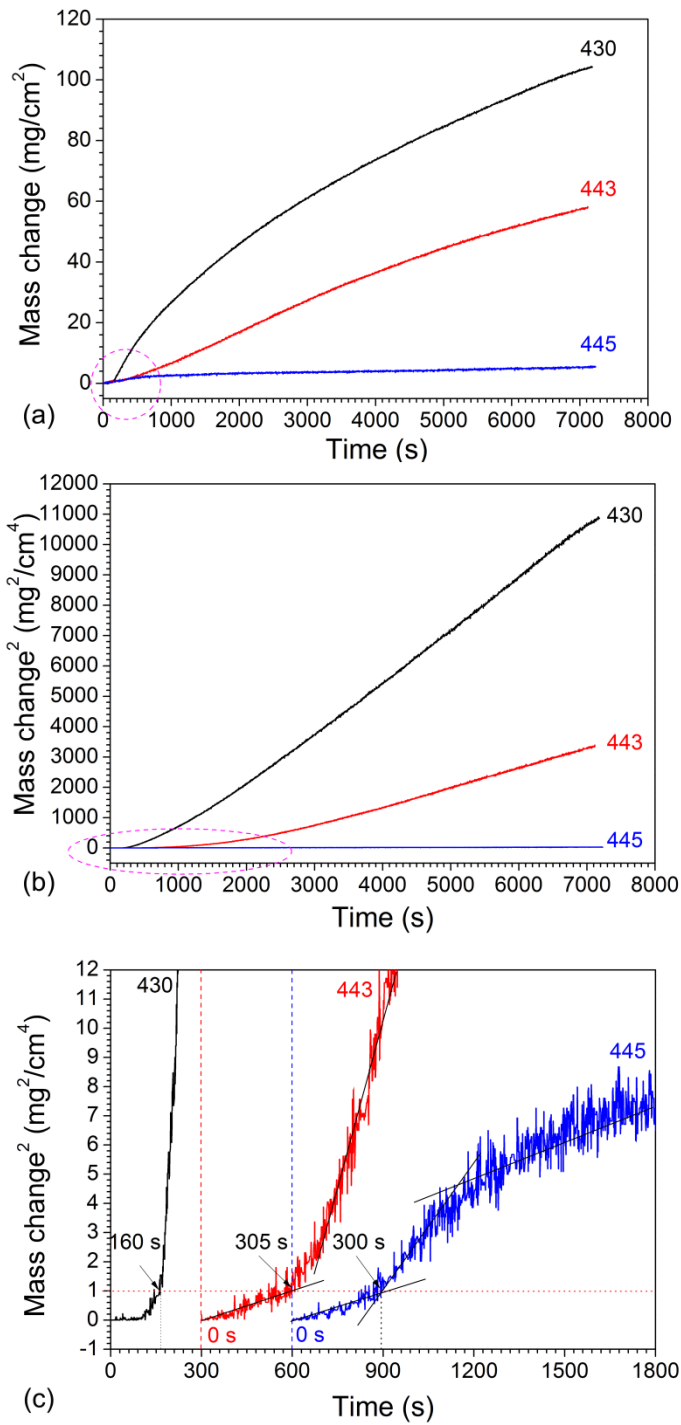 120
100
80
60
40
20
0
Mass change (mg/cm²)
430
443
445
0 1000 2000 3000 4000 5000 6000 7000 8000
(a)
Time (s)
12000
11000
10000
9000
8000
7000
6000
5000
4000
3000
2000
1000
0
Mass change² (mg²/cm⁴)
430
443
445
0 1000 2000 3000 4000 5000 6000 7000 8000
(b)
Time (s)
12
11
10
9
8
7
6
5
4
3
2
1
0
-1
Mass change² (mg²/cm⁴)
430
443
445
160 s
305 s
300 s
0 s
0 s
0 300 600 900 1200 1500 1800
(c)
Time (s)